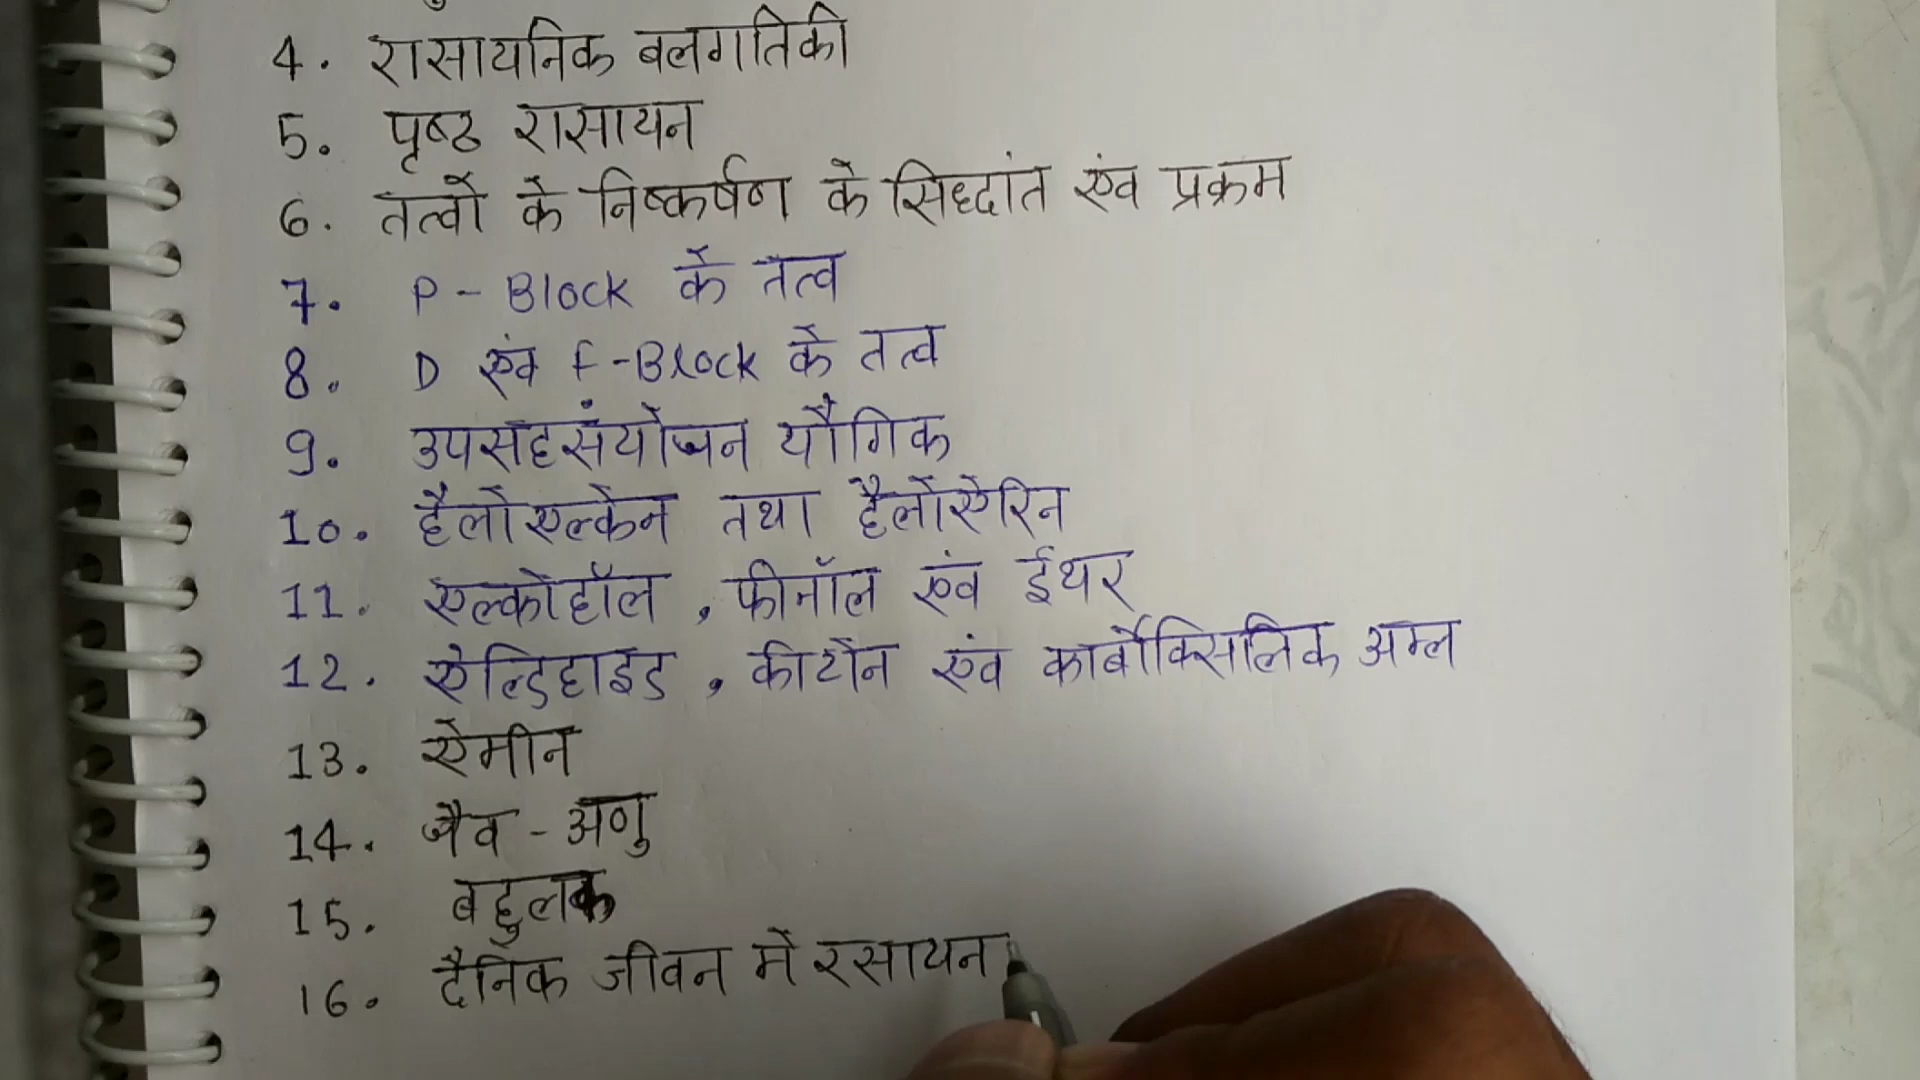 4. रासायनिक बलगतिकी
5. पृष्ठ रासायन
6. तत्वों के निष्कर्षण के सिध्दांत एंव प्रक्रम
7. P - Block के तत्व
8. D एंव f-Block के तत्व
9. उपसहसंयोजन यौगिक
10. हैलोएल्केन तथा हैलोऐरिन
11. एल्कोहॉल , फीनॉल एंव ईथर
12. ऐल्डिहाइड , कीटोन एंव कार्बोक्सिलिक अम्ल
13. ऐमीन
14. जैव - अणु
15. बहुलक
16. दैनिक जीवन मे रसायन